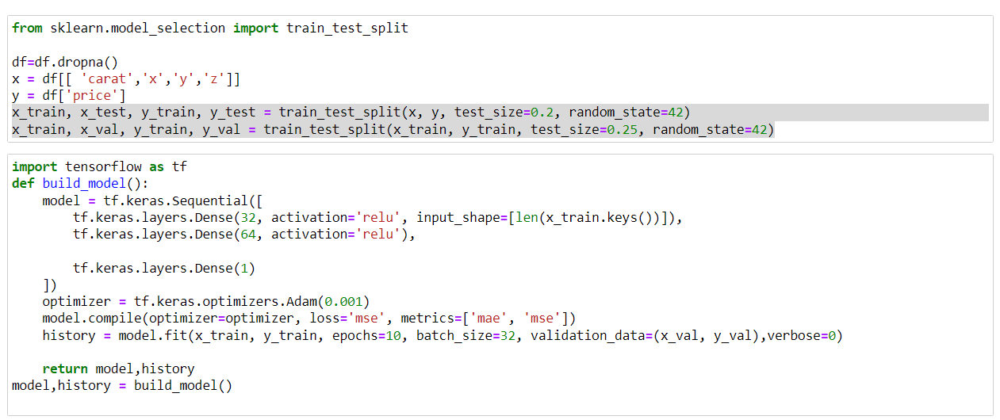 from sklearn.model_selection import train_test_split
df=df.dropna()
x = df[[ 'carat','x','y','z']]
y = df['price']
x_train, x_test, y_train, y_test = train_test_split(x, y, test_size=0.2, random_state=42)
x_train, x_val, y_train, y_val = train_test_split(x_train, y_train, test_size=0.25, random_state=42)
import tensorflow as tf
def build_model():
    model = tf.keras.Sequential([
        tf.keras.layers.Dense(32, activation='relu', input_shape=[len(x_train.keys())]),
        tf.keras.layers.Dense(64, activation='relu'),
        tf.keras.layers.Dense(1)
    ])
    optimizer = tf.keras.optimizers.Adam(0.001)
    model.compile(optimizer=optimizer, loss='mse', metrics=['mae', 'mse'])
    history = model.fit(x_train, y_train, epochs=10, batch_size=32, validation_data=(x_val, y_val),verbose=0)
    return model,history
model,history = build_model()